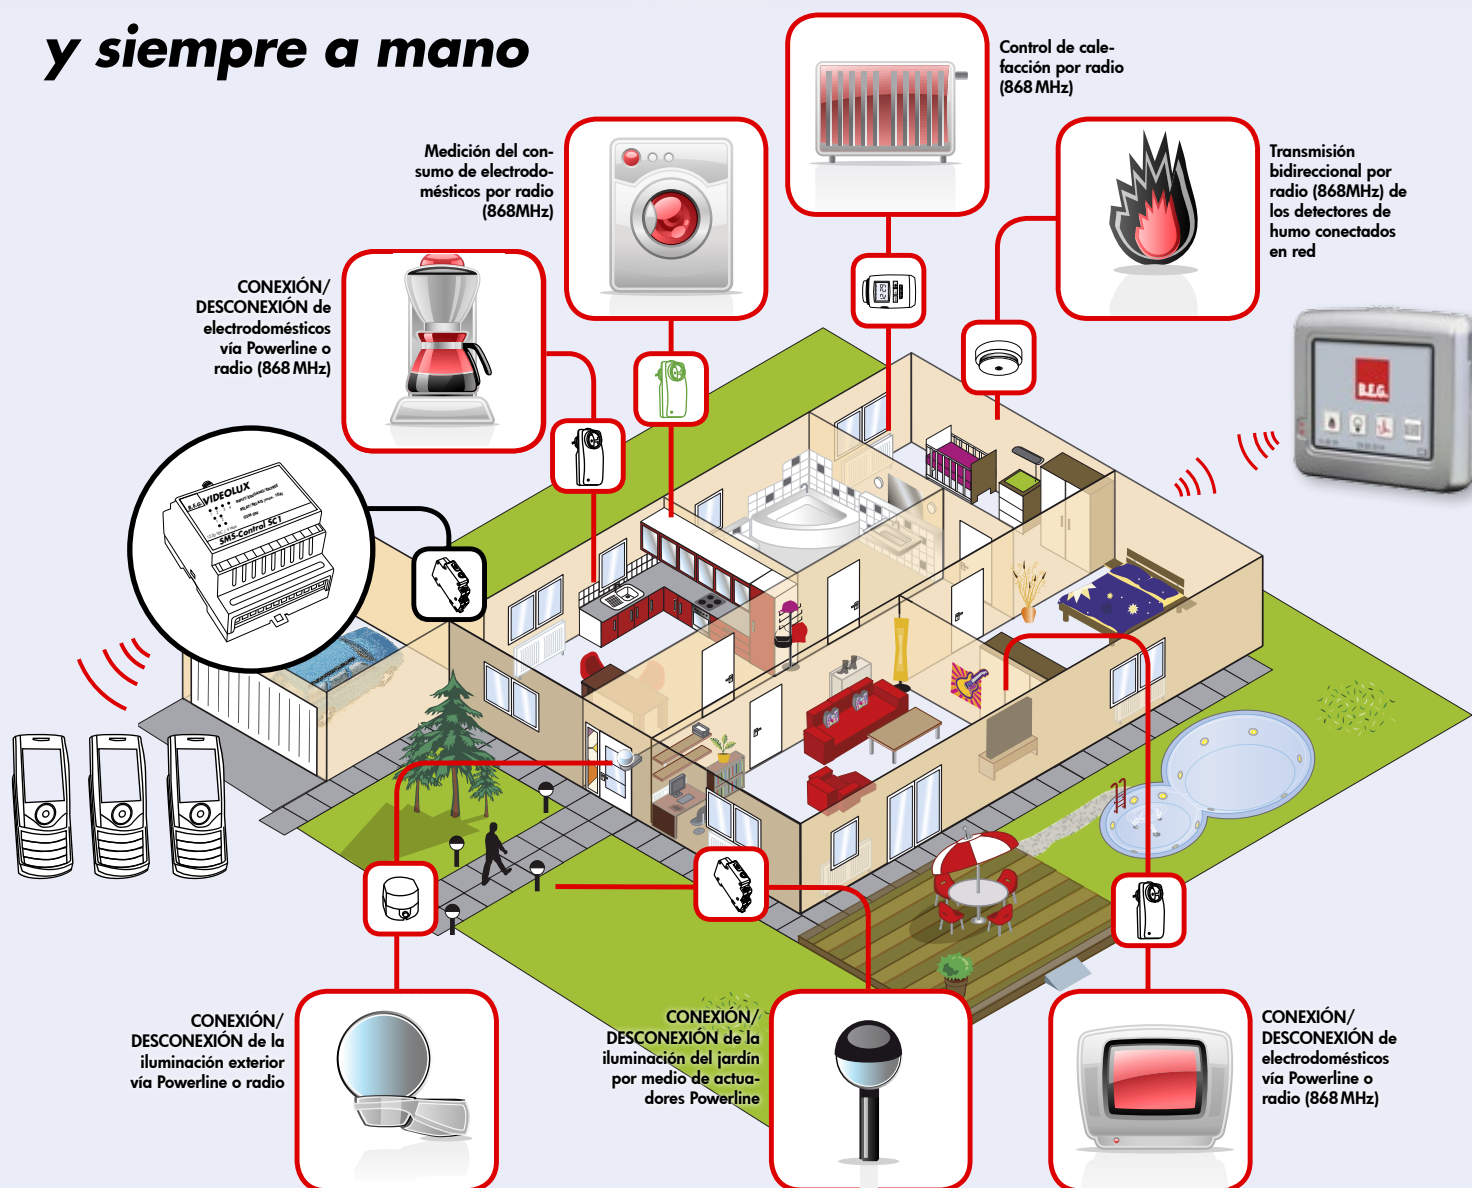 y siempre a mano
Control de cale-
facción por radio
(868 MHz)
Medición del con-
sumo de electrodo-
mésticos por radio
(868MHz)
Transmisión
bidireccional por
radio (868MHz) de
los detectores de
humo conectados
en red
CONEXIÓN/
DESCONEXIÓN de
electrodomésticos
vía Powerline o
radio (868 MHz)
B.E.G.
B.E.G. VIDEOLUX
SMS-Control SC1
CONEXIÓN/
DESCONEXIÓN de la
iluminación exterior
vía Powerline o radio
CONEXIÓN/
DESCONEXIÓN de la
iluminación del jardín
por medio de actua-
dores Powerline
CONEXIÓN/
DESCONEXIÓN de
electrodomésticos
vía Powerline o
radio (868 MHz)